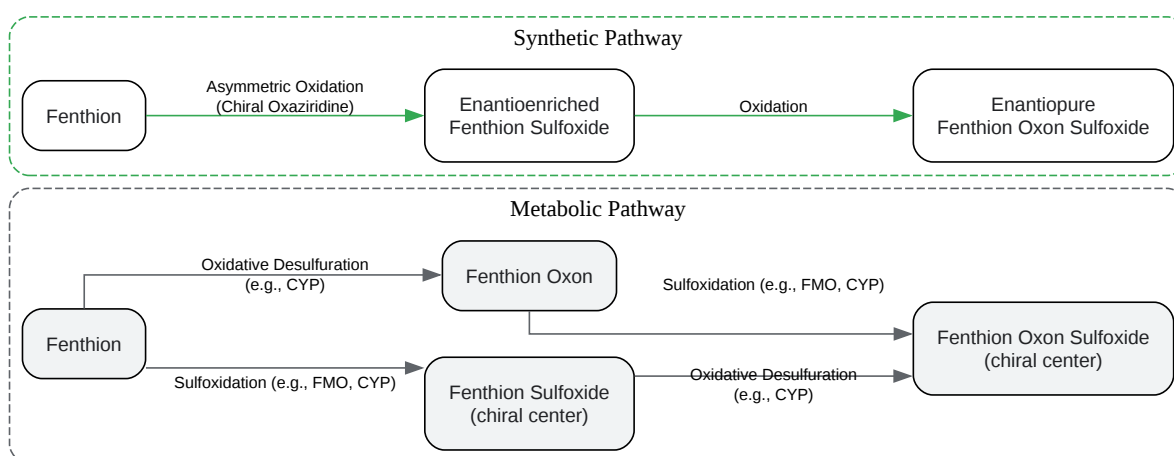 Synthetic Pathway
Fenthion
Asymmetric Oxidation
(Chiral Oxaziridine)
Enantioenriched
Fenthion Sulfoxide
Oxidation
Enantiopure
Fenthion Oxon Sulfoxide
Metabolic Pathway
Fenthion
Oxidative Desulfuration
(e.g., CYP)
Fenthion Oxon
Sulfoxidation (e.g., FMO, CYP)
Sulfoxidation (e.g., FMO, CYP)
Fenthion Sulfoxide
(chiral center)
Oxidative Desulfuration
(e.g., CYP)
Fenthion Oxon Sulfoxide
(chiral center)